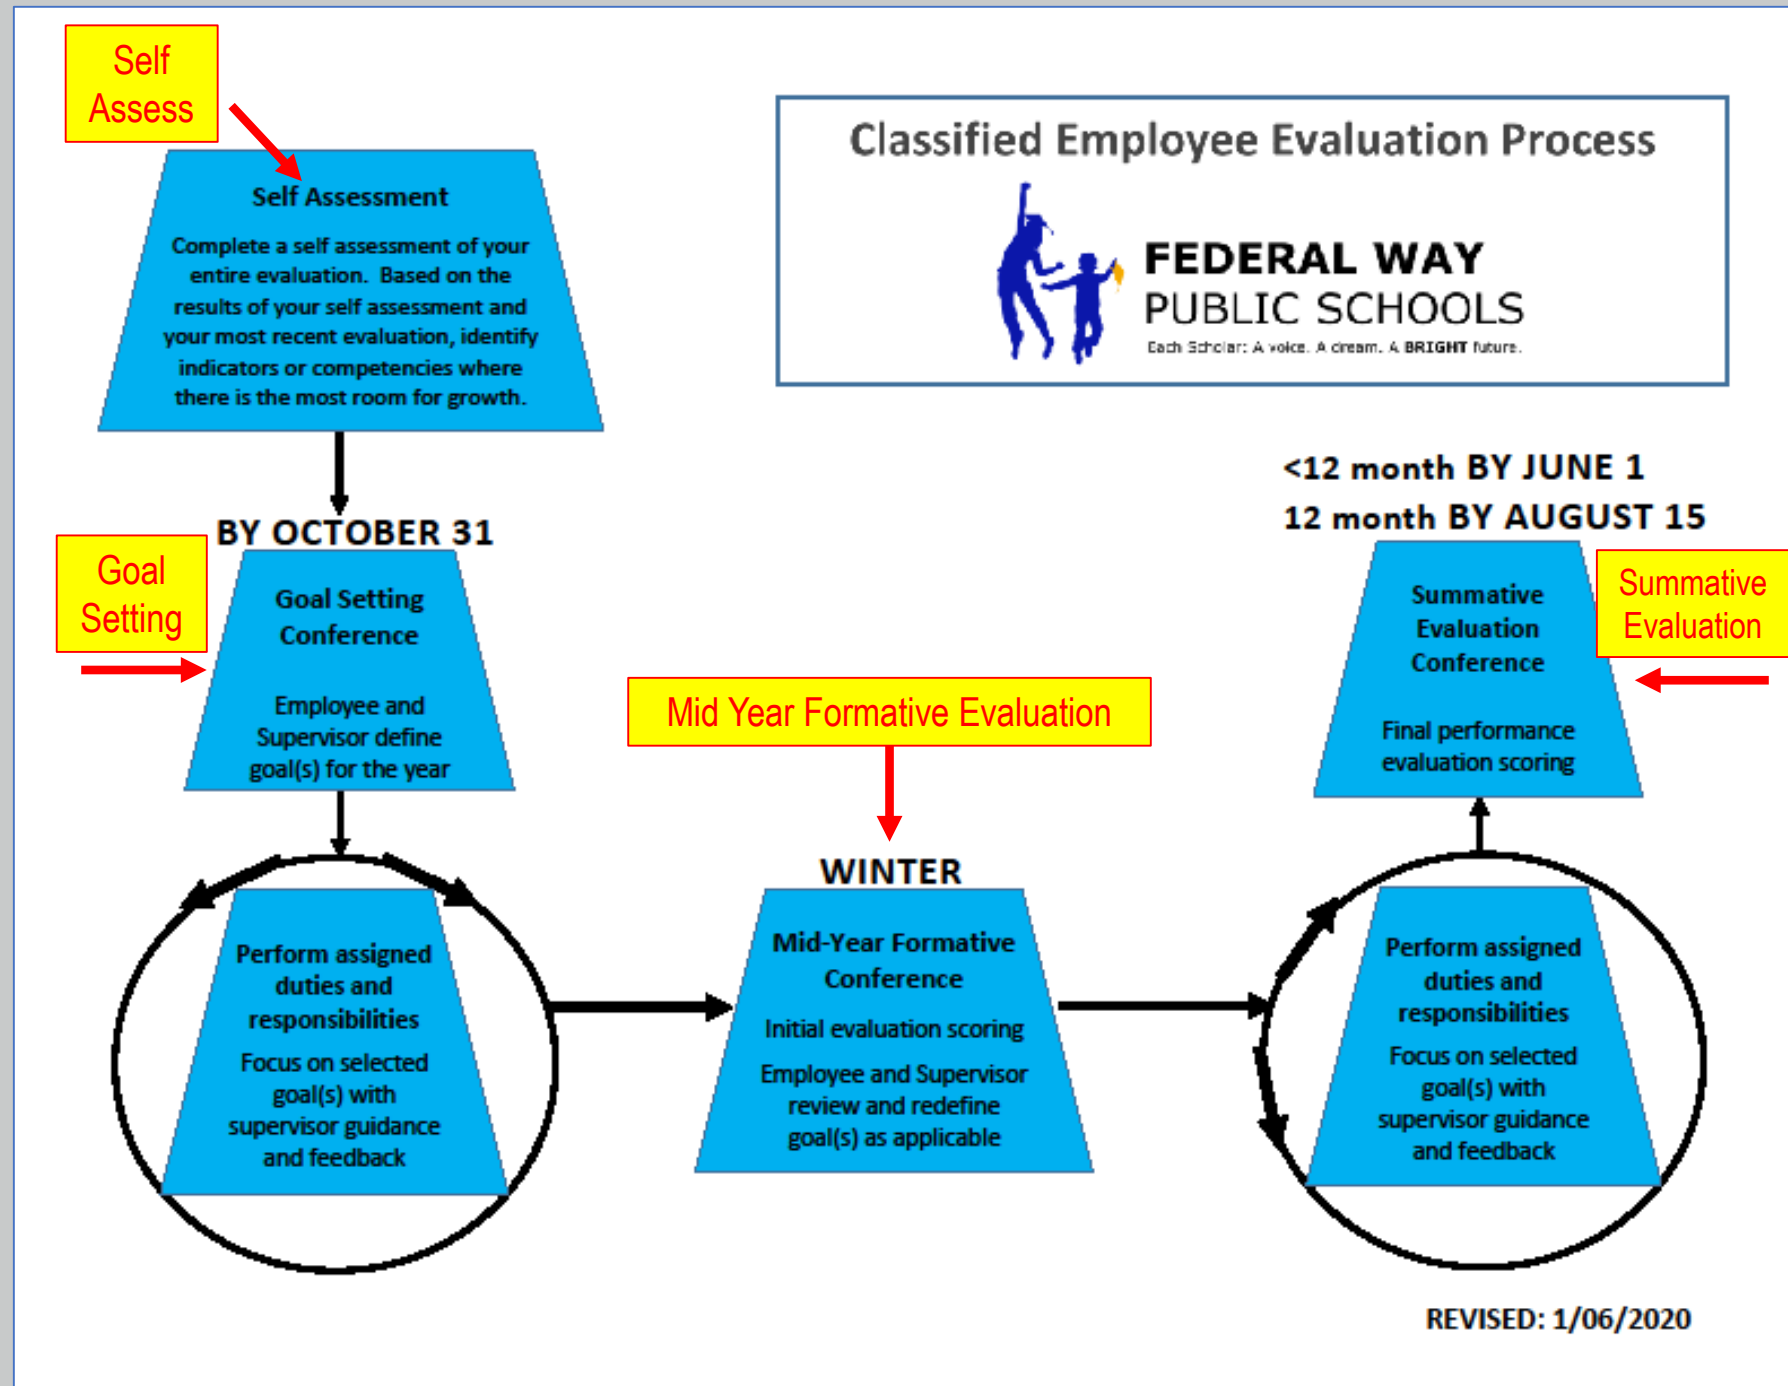 Self
Assess
Self Assessment
Complete a self assessment of your
entire evaluation.  Based on the
results of your self assessment and
your most recent evaluation, identify
indicators or competencies where
there is the most room for growth.
Classified Employee Evaluation Process
FEDERAL WAY
PUBLIC SCHOOLS
Each Scholar: A voice. A dream. A BRIGHT future.
BY OCTOBER 31
Goal
Setting
Goal Setting
Conference
Employee and
Supervisor define
goal(s) for the year
Perform assigned
duties and
responsibilities
Focus on selected
goal(s) with
supervisor guidance
and feedback
Mid Year Formative Evaluation
WINTER
Mid-Year Formative
Conference
Initial evaluation scoring
Employee and Supervisor
review and redefine
goal(s) as applicable
<12 month BY JUNE 1
12 month BY AUGUST 15
Summative
Evaluation
Conference
Final performance
evaluation scoring
Summative
Evaluation
Perform assigned
duties and
responsibilities
Focus on selected
goal(s) with
supervisor guidance
and feedback
REVISED: 1/06/2020